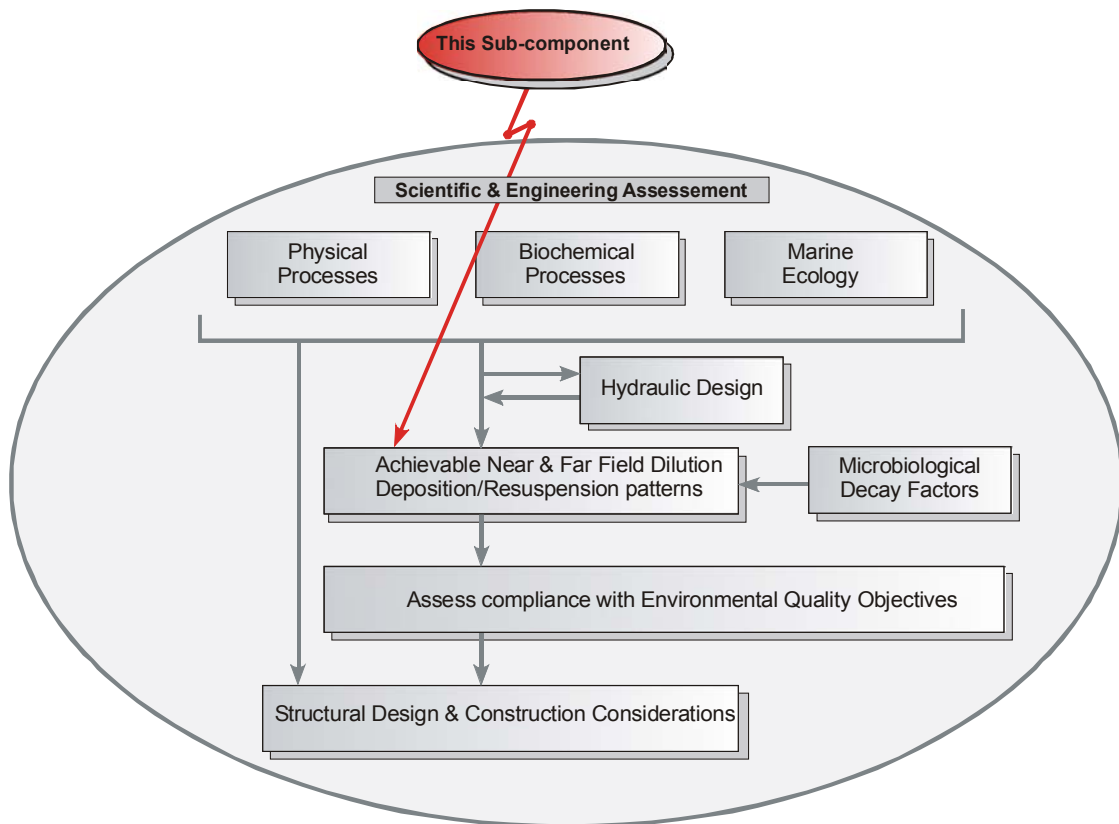 This Sub-component
Scientific & Engineering Assessement
Physical
Processes
Biochemical
Processes
Marine
Ecology
Hydraulic Design
Achievable Near & Far Field Dilution
Deposition/Resuspension patterns
Microbiological
Decay Factors
Assess compliance with Environmental Quality Objectives
Structural Design & Construction Considerations